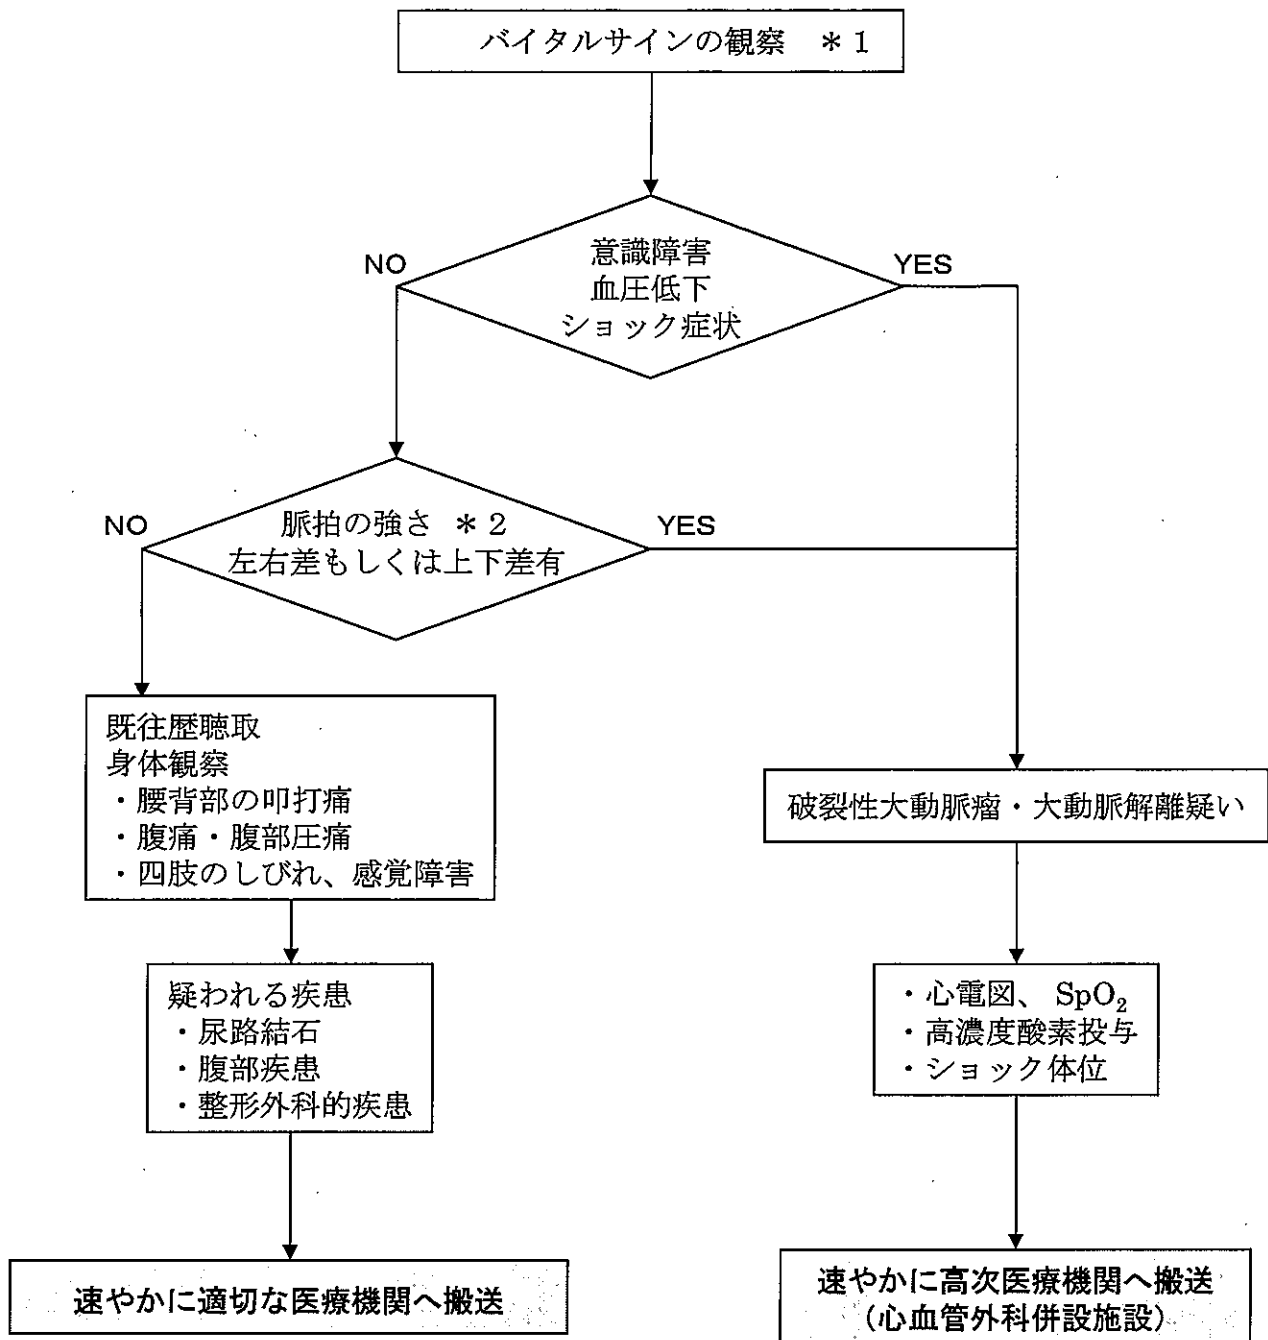 バイタルサインの観察 *1
意識障害
血圧低下
ショック症状
NO
YES
脈拍の強さ *2
左右差もしくは上下差有
NO
YES
既往歴聴取
身体観察
・腰背部の叩打痛
・腹痛・腹部圧痛
・四肢のしびれ、感覚障害
破裂性大動脈瘤・大動脈解離疑い
疑われる疾患
・尿路結石
・腹部疾患
・整形外科的疾患
・心電図、SpO₂
・高濃度酸素投与
・ショック体位
速やかに適切な医療機関へ搬送
速やかに高次医療機関へ搬送
(心血管外科併設施設)